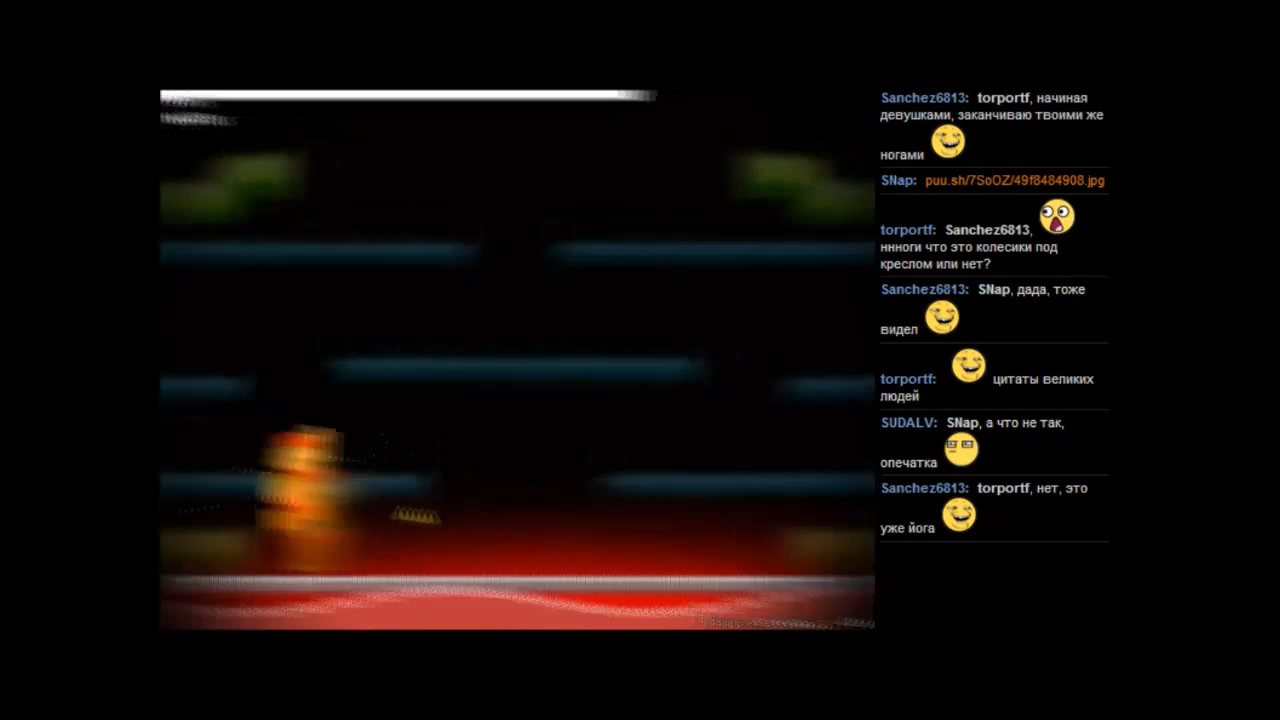 Sanchez6813: torportf, начиная
девушками, заканчиваю твоими же
ногами
SNap: puu.sh/7SoOZ/49f8484908.jpg
torportf: Sanchez6813,
ннноги что это колесики под
креслом или нет?
Sanchez6813: SNap, дада, тоже
видел
torportf: цитаты великих
людей
SUDALV: SNap, а что не так,
опечатка
Sanchez6813: torportf, нет, это
уже йога